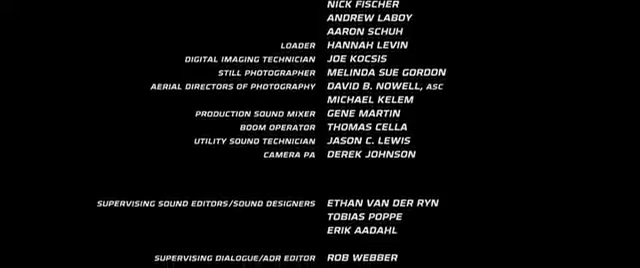 NICK FISCHER
ANDREW LABOY
AARON SCHUH
LOADER HANNAH LEVIN
DIGITAL IMAGING TECHNICIAN JOE KOCSIS
STILL PHOTOGRAPHER MELINDA SUE GORDON
AERIAL DIRECTORS OF PHOTOGRAPHY DAVID B. NOWELL, ASC
MICHAEL KELEM
PRODUCTION SOUND MIXER GENE MARTIN
BOOM OPERATOR THOMAS CELLA
UTILITY SOUND TECHNICIAN JASON C. LEWIS
CAMERA PA DEREK JOHNSON
SUPERVISING SOUND EDITORS/SOUND DESIGNERS ETHAN VAN DER RYN
TOBIAS POPPE
ERIK AADAHL
SUPERVISING DIALOGUE/ADR EDITOR ROB WEBBER